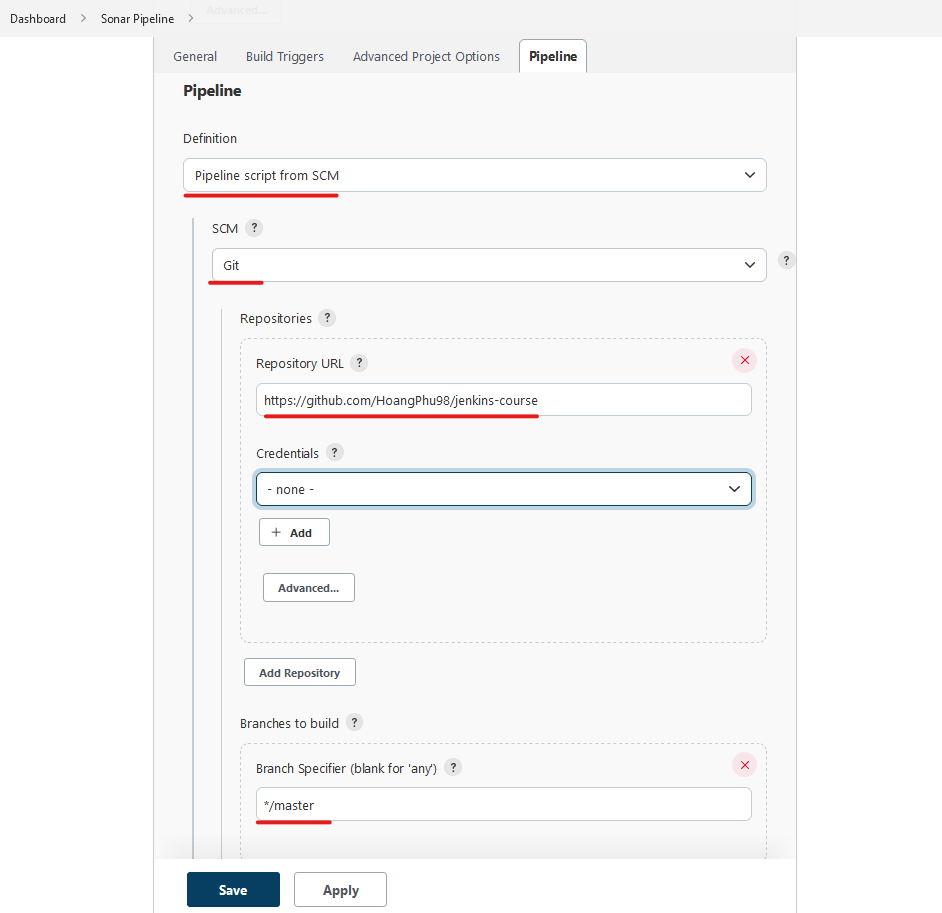 Advanced...
Dashboard > Sonar Pipeline >
General Build Triggers Advanced Project Options Pipeline
Pipeline
Definition
Pipeline script from SCM
SCM ?
Git
?
Repositories ?
Repository URL ?
https://github.com/HoangPhu98/jenkins-course
Credentials ?
- none -
+ Add
Advanced...
Add Repository
Branches to build ?
Branch Specifier (blank for 'any') ?
*/master
Save Apply